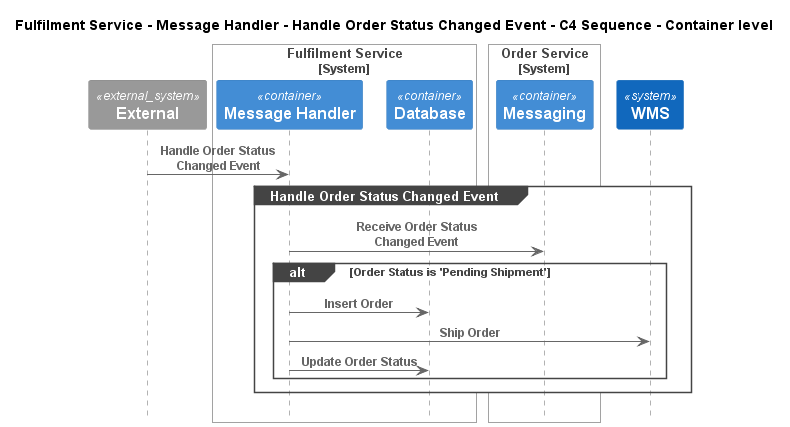 Fulfilment Service - Message Handler - Handle Order Status Changed Event - C4 Sequence - Container level
Fulfilment Service
[System]
Order Service
[System]
«external_system»
External
«container»
Message Handler
«container»
Database
«container»
Messaging
«system»
WMS
Handle Order Status
Changed Event
Handle Order Status Changed Event
Receive Order Status
Changed Event
alt
[Order Status is 'Pending Shipment']
Insert Order
Ship Order
Update Order Status